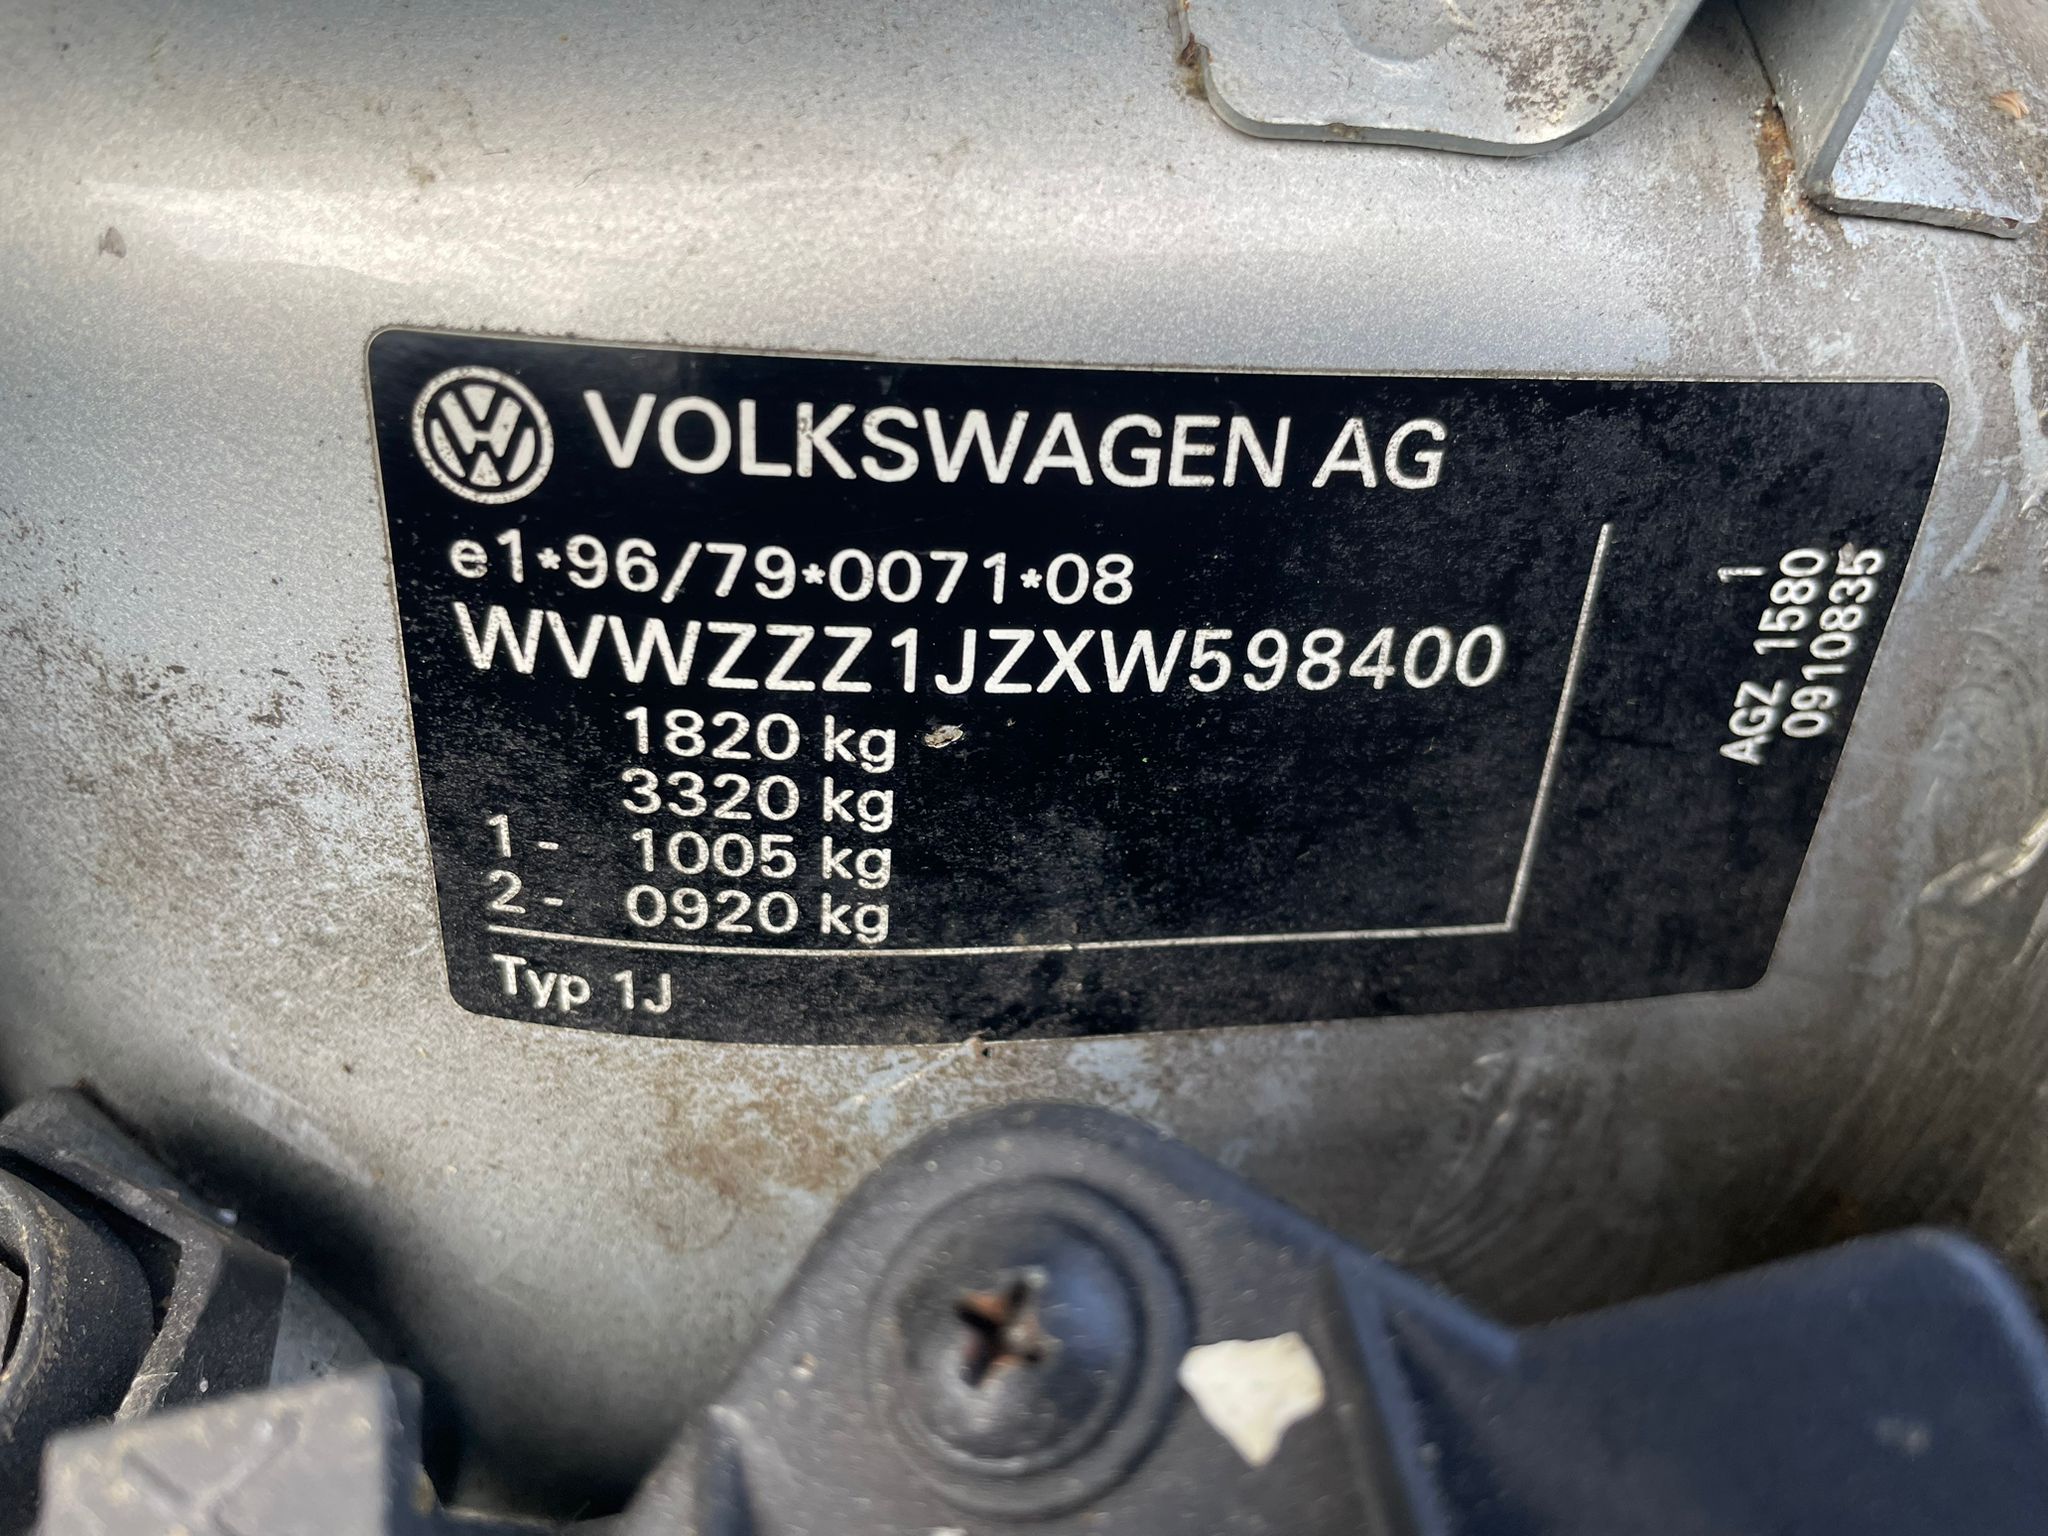 VOLKSWAGEN AG
e1*96/79*0071*08
WVWZZZ1JZXW598400
1820 kg
3320 kg
1 - 1005 kg
2 - 0920 kg
Typ 1J
1
AGZ 1580
0910835